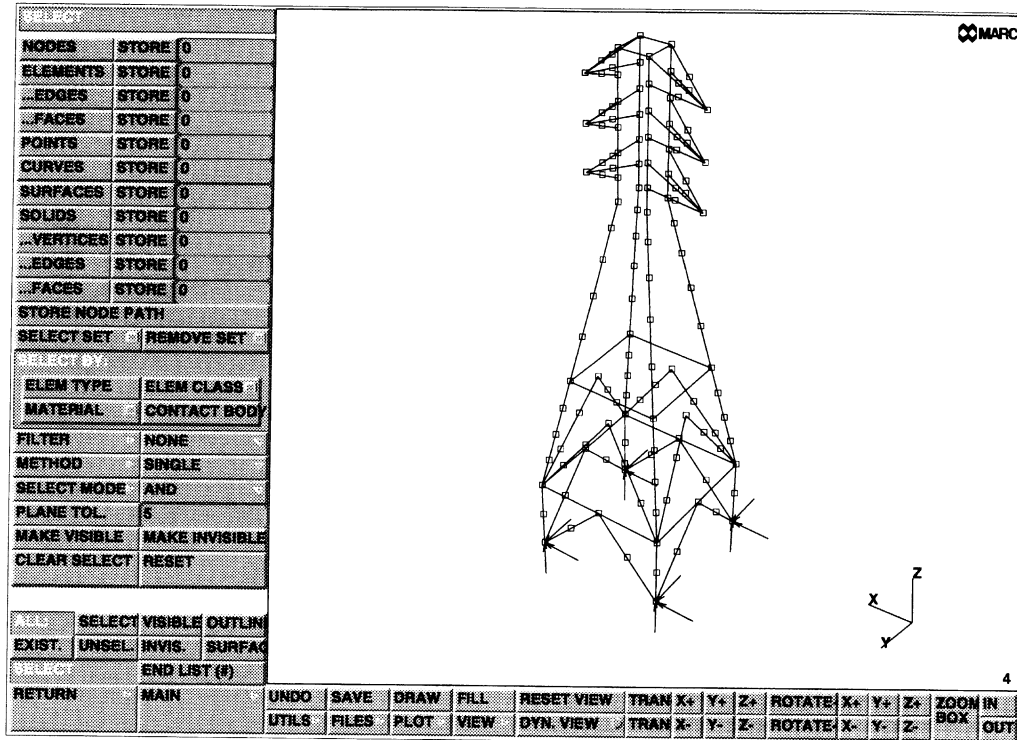 SELECT
MARC
NODES STORE 0
ELEMENTS STORE 0
...EDGES STORE 0
...FACES STORE 0
POINTS STORE 0
CURVES STORE 0
SURFACES STORE 0
SOLIDS STORE 0
...VERTICES STORE 0
...EDGES STORE 0
...FACES STORE 0
STORE NODE PATH
SELECT SET REMOVE SET
SELECT BY:
ELEM TYPE ELEM CLASS
MATERIAL CONTACT BODY
FILTER NONE
METHOD SINGLE
SELECT MODE AND
PLANE TOL. 5
MAKE VISIBLE MAKE INVISIBLE
CLEAR SELECT RESET
Z
X
Y
ALL: SELECT VISIBLE OUTLIN
EXIST. UNSEL. INVIS. SURFAC
SELECT END LIST (#)
4
RETURN MAIN UNDO SAVE DRAW FILL RESET VIEW TRAN X+ Y+ Z+ ROTATE X+ Y+ Z+ ZOOM IN
UTILS FILES PLOT VIEW DYN. VIEW TRAN X- Y- Z- ROTATE X- Y- Z- BOX OUT